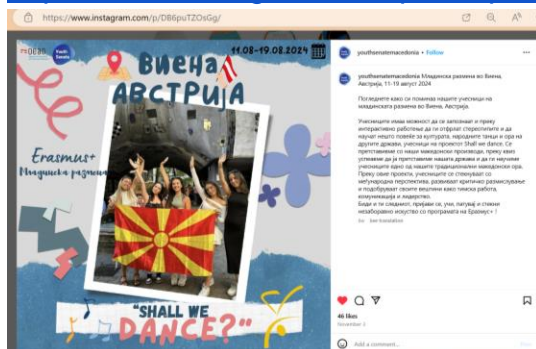 https://www.instagram.com/p/DB6puTZOsGg/
Youth
Senate
11.08-19.08.2024
ВИЕНА
АВСТРИЈА
Erasmus+
Младинска размена
"SHALL WE
DANCE?"
youthsenatemacedonia • Follow
youthsenatemacedonia Младинска размена во Виена,
Австрија, 11-19 август 2024
Погледнете како си поминаа нашите учесници на
младинската размена во Виена, Австрија.
Учесниците имаа можност да се запознаат и преку
интерактивно работење да ги отфрлат стереотипите и да
научат нешто повеќе за културата, народните танци и ора на
другите држави, учесници на проектот Shall we dance. Се
претставивме со наши македонски производи, преку квиз
успеавме да ја претставиме нашата држава и да ги научиме
учесниците едно од нашите традиционални македонски ора.
Преку овие проекти, учесниците се стекнуваат со
меѓународна перспектива, развиваат критичко размислување
и подобруваат своите вештини како тимска работа,
комуникација и лидерство.
Биди и ти следниот, пријави се, учи, патувај и стекни
незаборавно искуство со програмата на Еразмус+ !
See translation
46 likes
November 2
Add a comment...